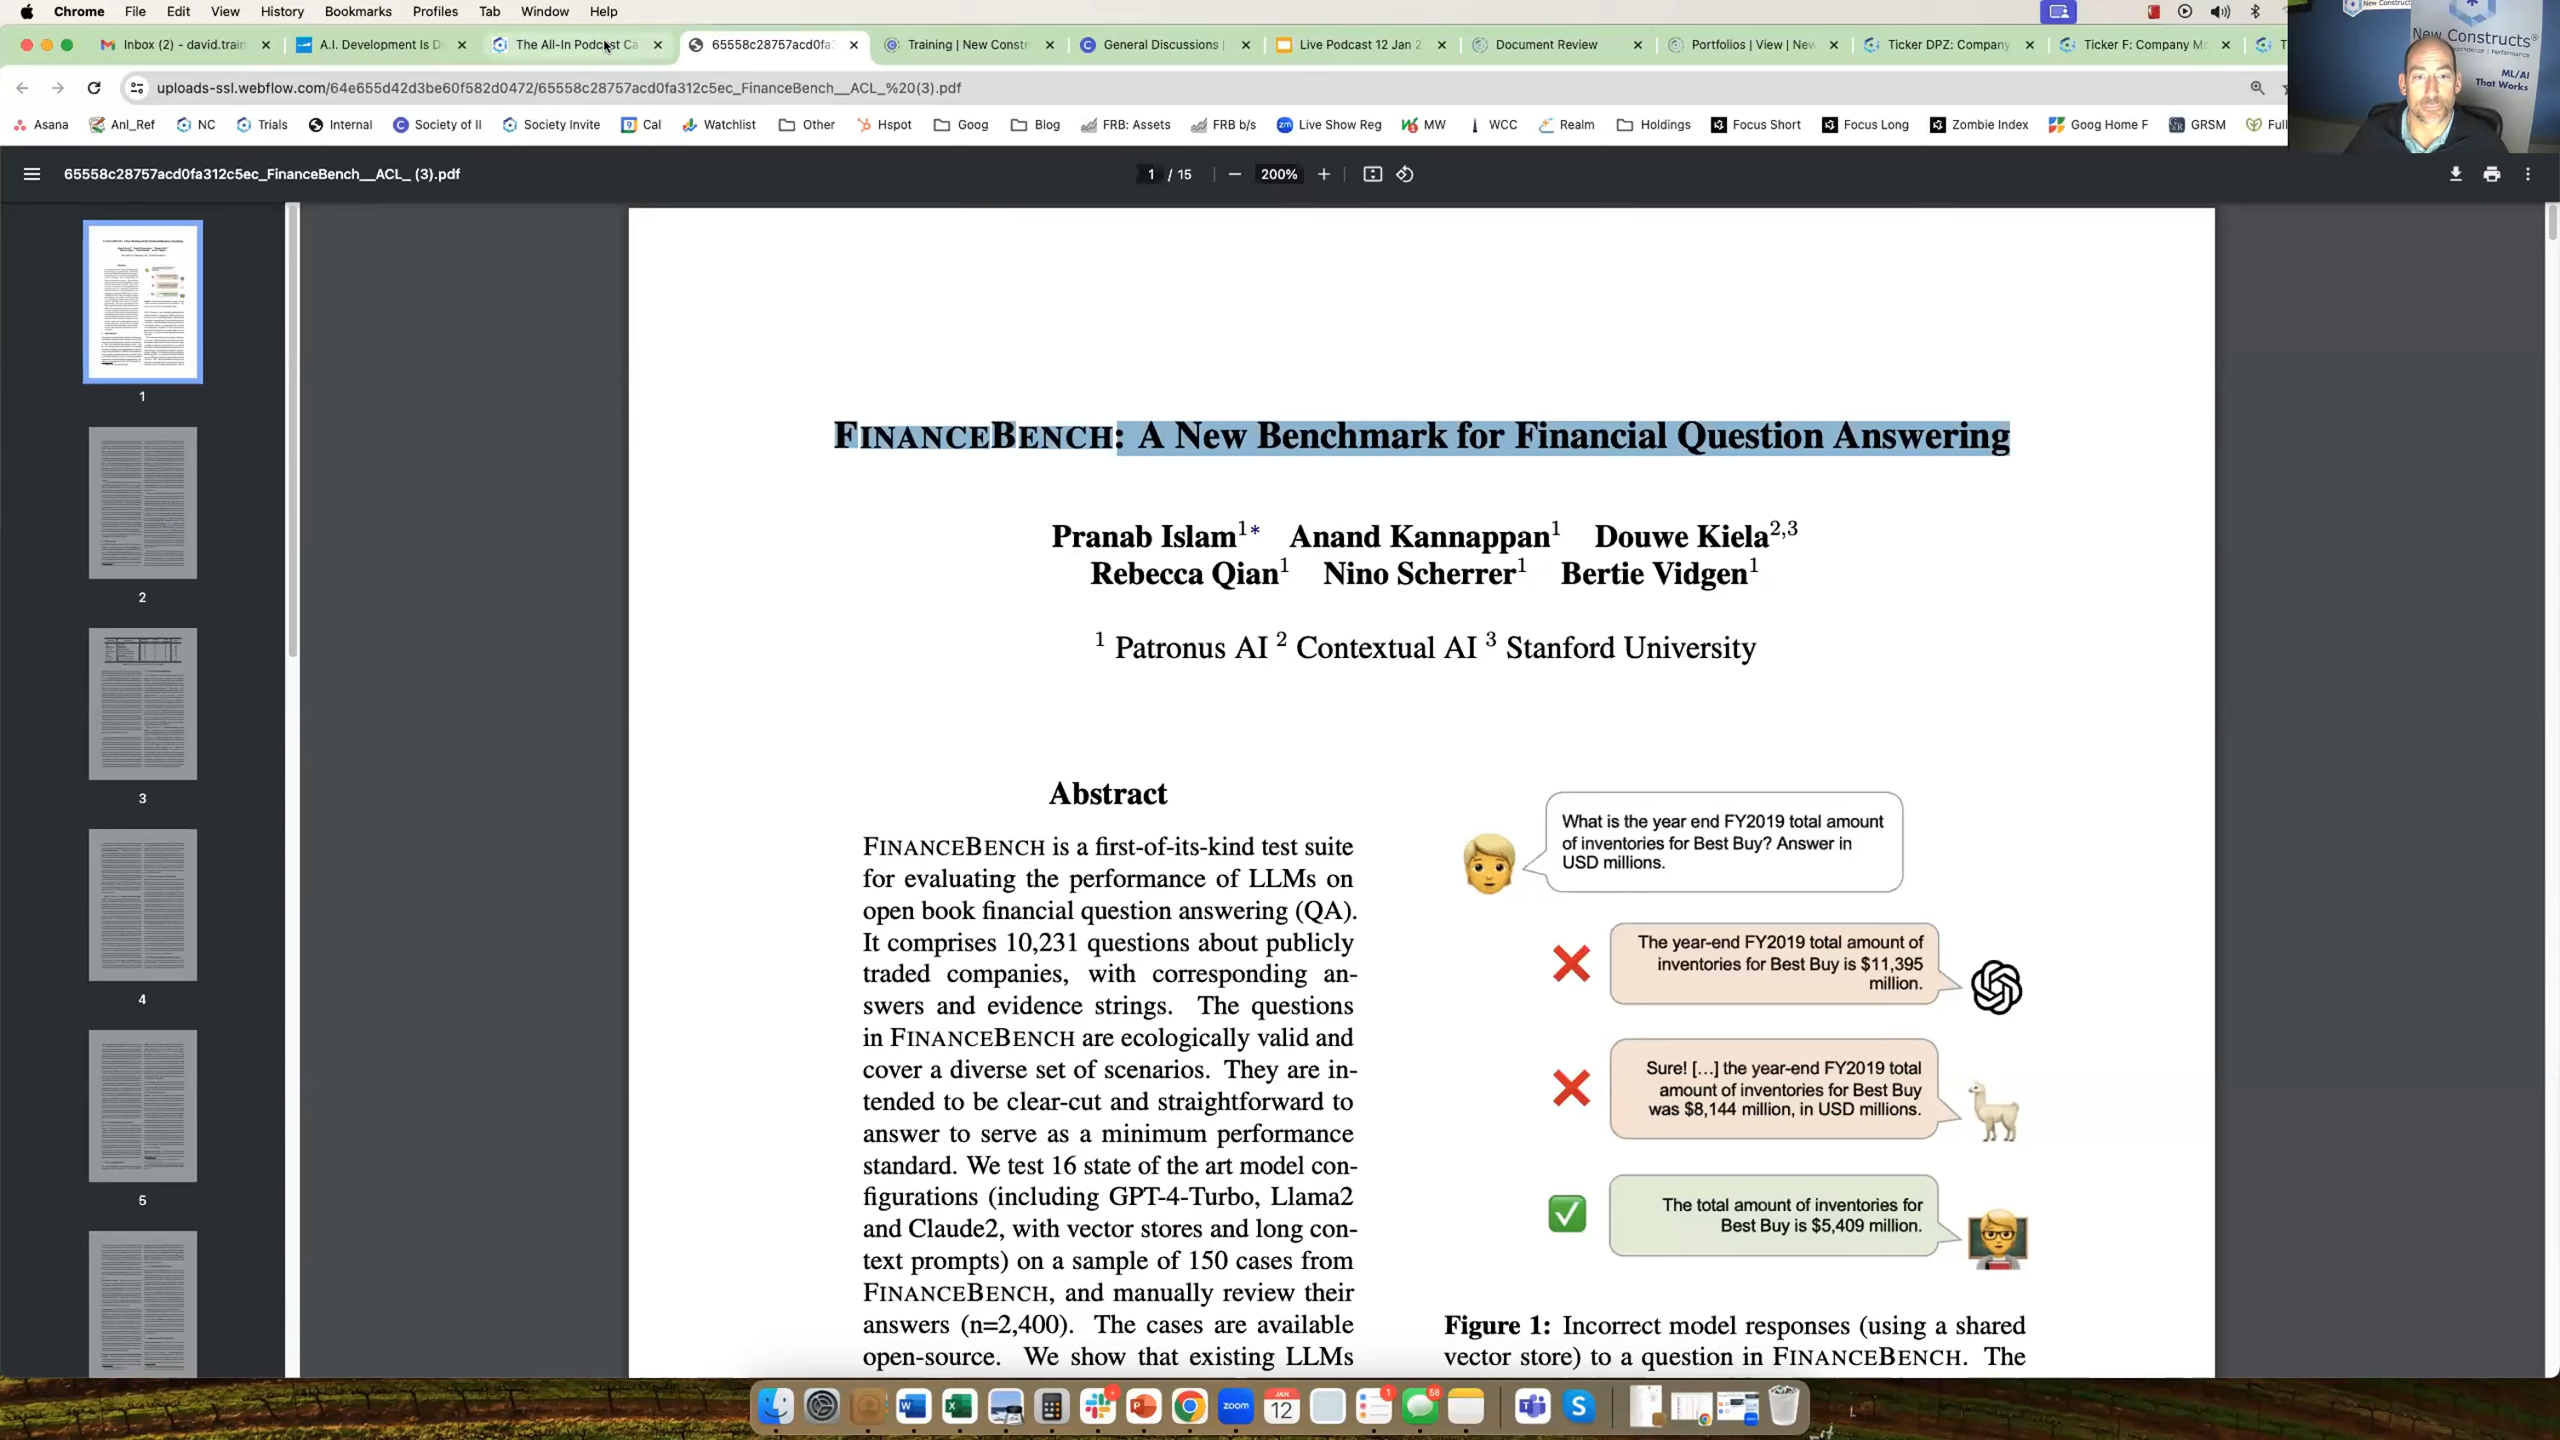 Chrome File Edit View History Bookmarks Profiles Tab Window Help
Inbox (2) - david.train
A.I. Development Is D
The All-In Podcast Ca
65558c28757acd0fa3
Training | New Constr
General Discussions |
Live Podcast 12 Jan 2
Document Review
Portfolios | View | New
Ticker DPZ: Company
Ticker F: Company Mo
uploads-ssl.webflow.com/64e655d42d3be60f582d0472/65558c28757acd0fa312c5ec_FinanceBench__ACL_%20(3).pdf
Asana Anl_Ref NC Trials Internal Society of II Society Invite Cal Watchlist Other Hspot Goog Blog FRB: Assets FRB b/s Live Show Reg MW WCC Realm Holdings Focus Short Focus Long Zombie Index Goog Home F GRSM Full
New Constructs®
ML/AI
That Works
65558c28757acd0fa312c5ec_FinanceBench__ACL_ (3).pdf
1 / 15
200%
1
2
3
4
5
FINANCEBENCH: A New Benchmark for Financial Question Answering
Pranab Islam1* Anand Kannappan1 Douwe Kiela2,3
Rebecca Qian1 Nino Scherrer1 Bertie Vidgen1
1 Patronus AI 2 Contextual AI 3 Stanford University
Abstract
FINANCEBENCH is a first-of-its-kind test suite
for evaluating the performance of LLMs on
open book financial question answering (QA).
It comprises 10,231 questions about publicly
traded companies, with corresponding an-
swers and evidence strings. The questions
in FINANCEBENCH are ecologically valid and
cover a diverse set of scenarios. They are in-
tended to be clear-cut and straightforward to
answer to serve as a minimum performance
standard. We test 16 state of the art model con-
figurations (including GPT-4-Turbo, Llama2
and Claude2, with vector stores and long con-
text prompts) on a sample of 150 cases from
FINANCEBENCH, and manually review their
answers (n=2,400). The cases are available
open-source. We show that existing LLMs
What is the year end FY2019 total amount
of inventories for Best Buy? Answer in
USD millions.
The year-end FY2019 total amount of
inventories for Best Buy is $11,395
million.
Sure! [...] the year-end FY2019 total
amount of inventories for Best Buy
was $8,144 million, in USD millions.
The total amount of inventories for
Best Buy is $5,409 million.
Figure 1: Incorrect model responses (using a shared
vector store) to a question in FINANCEBENCH. The
zoom
JAN
12
1
58